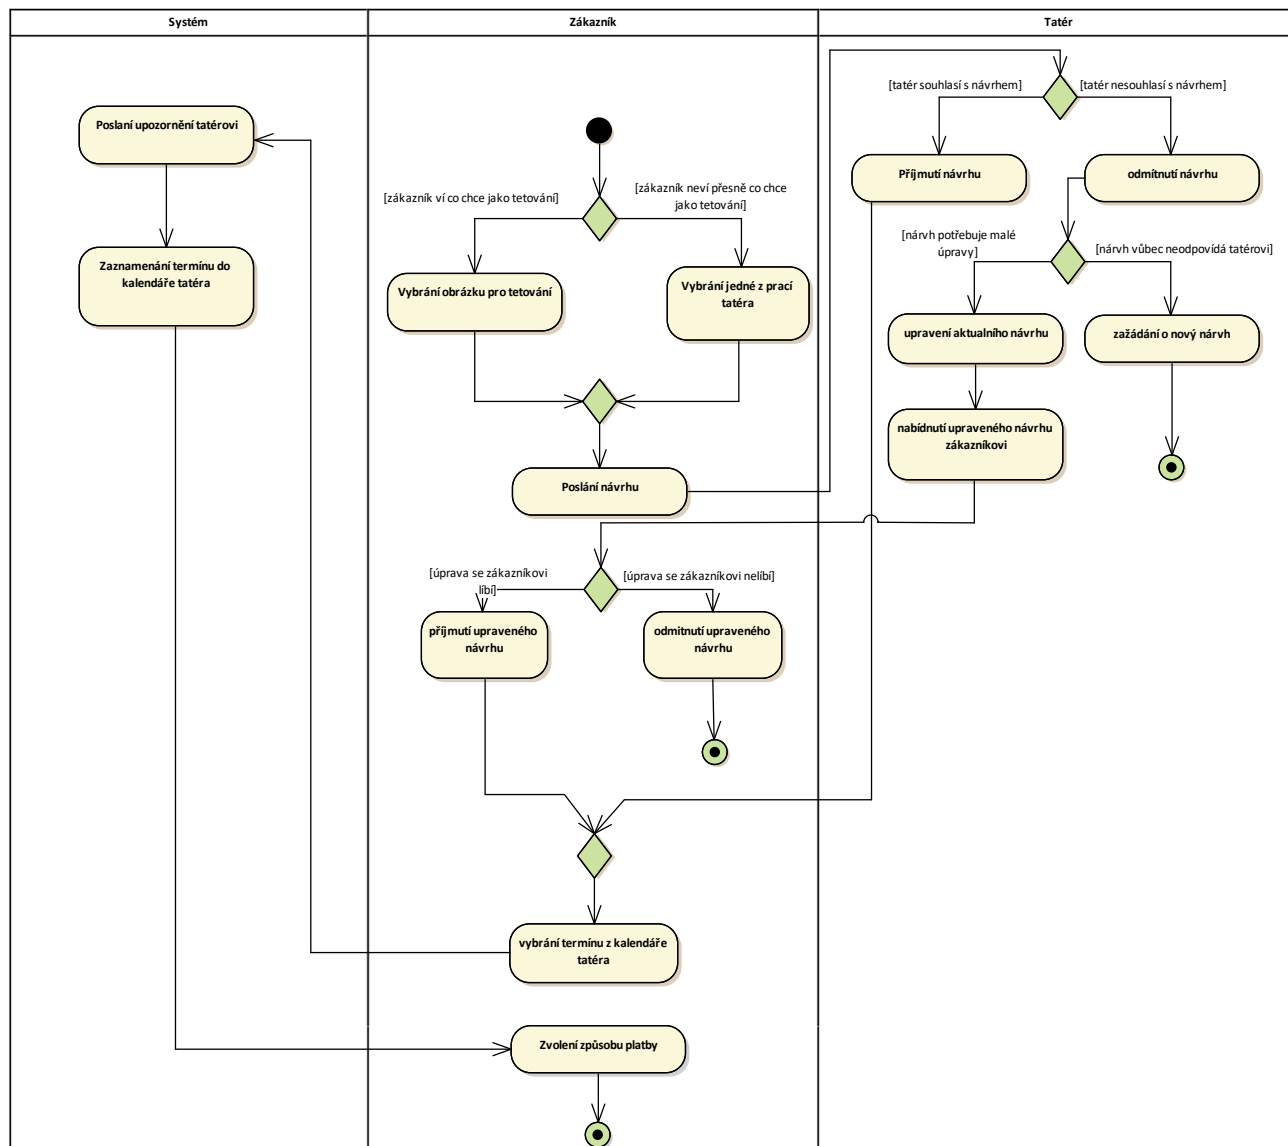 Systém
Zákazník
Tatér
[tatér souhlasí s návrhem]
[tatér nesouhlasí s návrhem]
Poslaní upozornění tatérovi
Příjmutí návrhu
odmítnutí návrhu
[zákazník ví co chce jako tetování]
[zákazník neví přesně co chce
jako tetování]
[nárvh potřebuje malé
úpravy]
[nárvh vůbec neodpovídá tatérovi]
Zaznamenání termínu do
kalendáře tatéra
Vybrání obrázku pro tetování
Vybrání jedné z prací
tatéra
upravení aktualního návrhu
zažádání o nový nárvh
nabídnutí upraveného návrhu
zákazníkovi
Poslání návrhu
[úprava se zákazníkovi
líbí]
[úprava se zákazníkovi nelíbí]
příjmutí upraveného
návrhu
odmitnutí upraveného
návrhu
vybrání termínu z kalendáře
tatéra
Zvolení způsobu platby